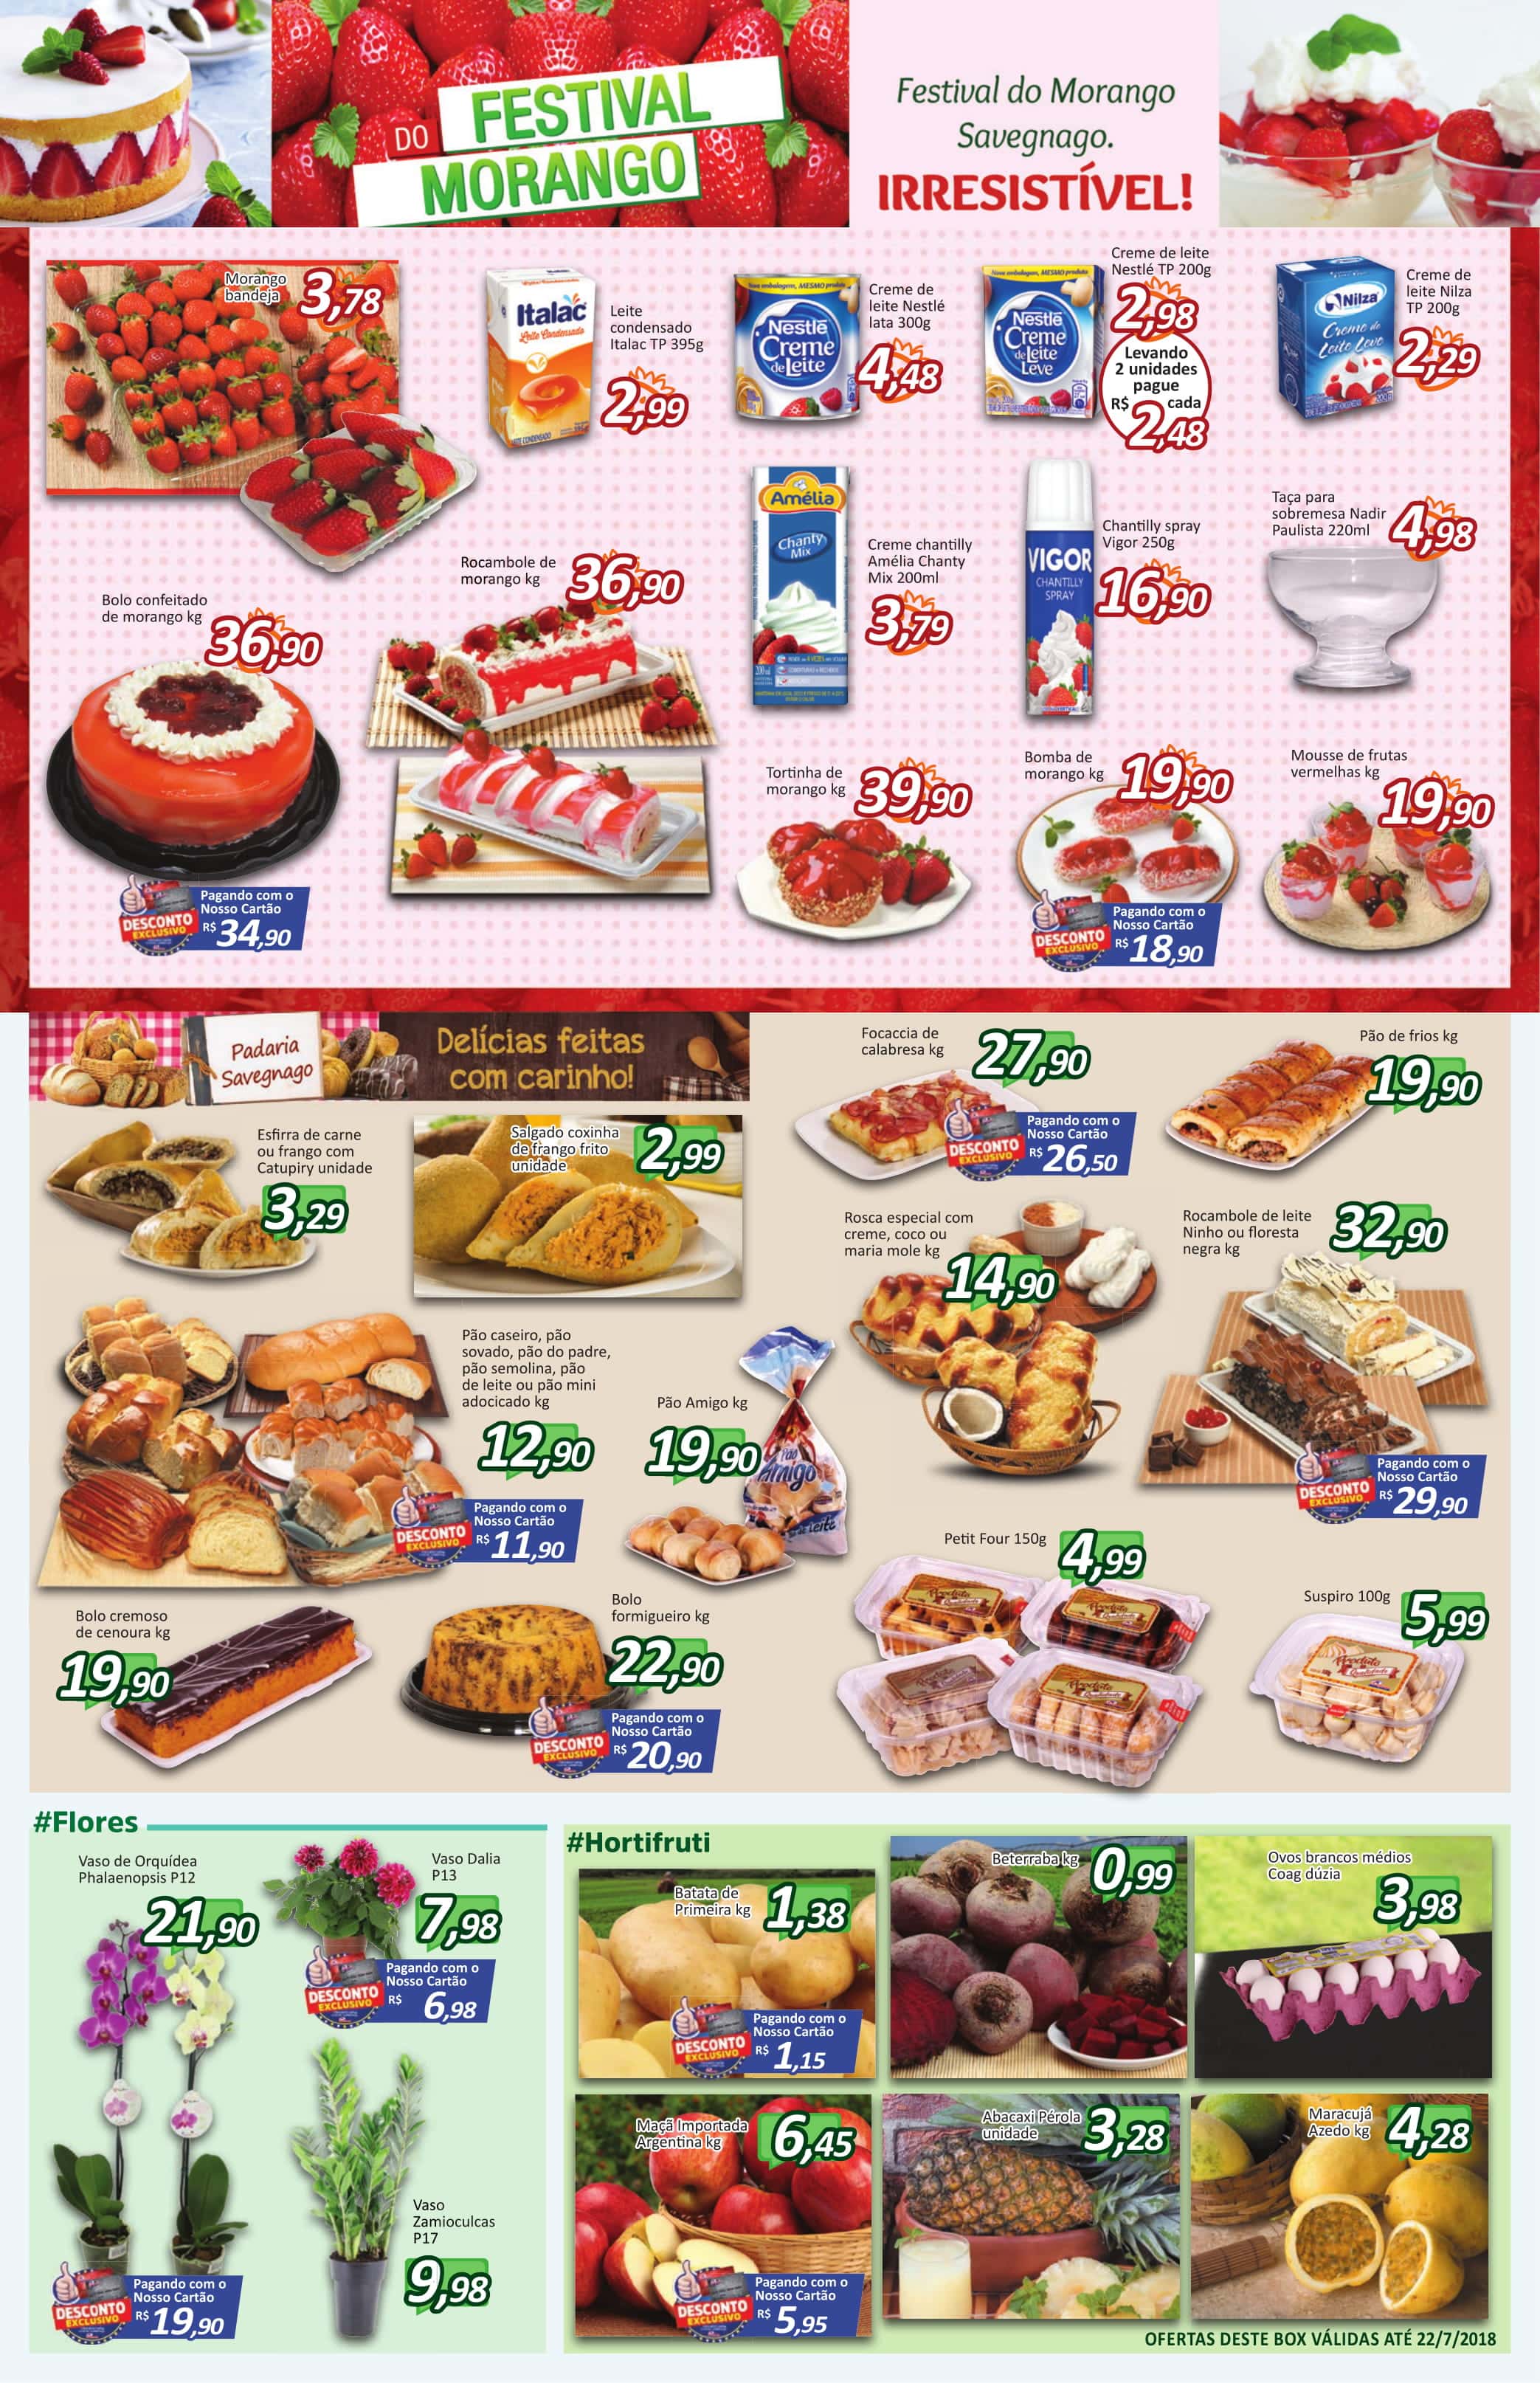 FESTIVAL
DO
MORANGO
Festival do Morango
Savegnago.
IRRESISTÍVEL!
Morango
bandeja
3,78
Italac
Leite Condensado
Leite
condensado
Italac TP 395g
2,99
Nova embalagem, MESMO produto
Nestlé
Creme
de Leite
Creme de
leite Nestlé
lata 300g
4,48
Nova embalagem, MESMO produto
Nestlé
Creme
de Leite
Leve
Creme de leite
Nestlé TP 200g
2,98
Levando
2 unidades
pague
R$ cada
2,48
Nilza
Creme de
Leite Leve
Creme de
leite Nilza
TP 200g
2,29
Bolo confeitado
de morango kg
36,90
Pagando com o
Nosso Cartão
DESCONTO
EXCLUSIVO
R$ 34,90
Rocambole de
morango kg
36,90
Amélia
Chanty
Mix
Creme chantilly
Amélia Chanty
Mix 200ml
3,79
VIGOR
CHANTILLY
SPRAY
Chantilly spray
Vigor 250g
16,90
Taça para
sobremesa Nadir
Paulista 220ml
4,98
Tortinha de
morango kg
39,90
Bomba de
morango kg
19,90
Pagando com o
Nosso Cartão
DESCONTO
EXCLUSIVO
R$ 18,90
Mousse de frutas
vermelhas kg
19,90
Padaria
Savegnago
Delícias feitas
com carinho!
Esfirra de carne
ou frango com
Catupiry unidade
3,29
Salgado coxinha
de frango frito
unidade
2,99
Focaccia de
calabresa kg
27,90
Pagando com o
Nosso Cartão
DESCONTO
EXCLUSIVO
R$ 26,50
Pão de frios kg
19,90
Rosca especial com
creme, coco ou
maria mole kg
14,90
Rocambole de leite
Ninho ou floresta
negra kg
32,90
Pagando com o
Nosso Cartão
DESCONTO
EXCLUSIVO
R$ 29,90
Pão caseiro, pão
sovado, pão do padre,
pão semolina, pão
de leite ou pão mini
adocicado kg
12,90
Pagando com o
Nosso Cartão
DESCONTO
EXCLUSIVO
R$ 11,90
Pão Amigo kg
19,90
Pão
Amigo
de leite
Petit Four 150g
4,99
Suspiro 100g
5,99
Produto
Qualidade
Bolo cremoso
de cenoura kg
19,90
Bolo
formigueiro kg
22,90
Pagando com o
Nosso Cartão
DESCONTO
EXCLUSIVO
R$ 20,90
#Flores
Vaso de Orquídea
Phalaenopsis P12
21,90
Pagando com o
Nosso Cartão
DESCONTO
EXCLUSIVO
R$ 19,90
Vaso Dalia
P13
7,98
Pagando com o
Nosso Cartão
DESCONTO
EXCLUSIVO
R$ 6,98
Vaso
Zamioculcas
P17
9,98
#Hortifruti
Batata de
Primeira kg
1,38
Pagando com o
Nosso Cartão
DESCONTO
EXCLUSIVO
R$ 1,15
Beterraba kg
0,99
Ovos brancos médios
Coag dúzia
3,98
Maçã Importada
Argentina kg
6,45
Pagando com o
Nosso Cartão
DESCONTO
EXCLUSIVO
R$ 5,95
Abacaxi Pérola
unidade
3,28
Maracujá
Azedo kg
4,28
OFERTAS DESTE BOX VÁLIDAS ATÉ 22/7/2018